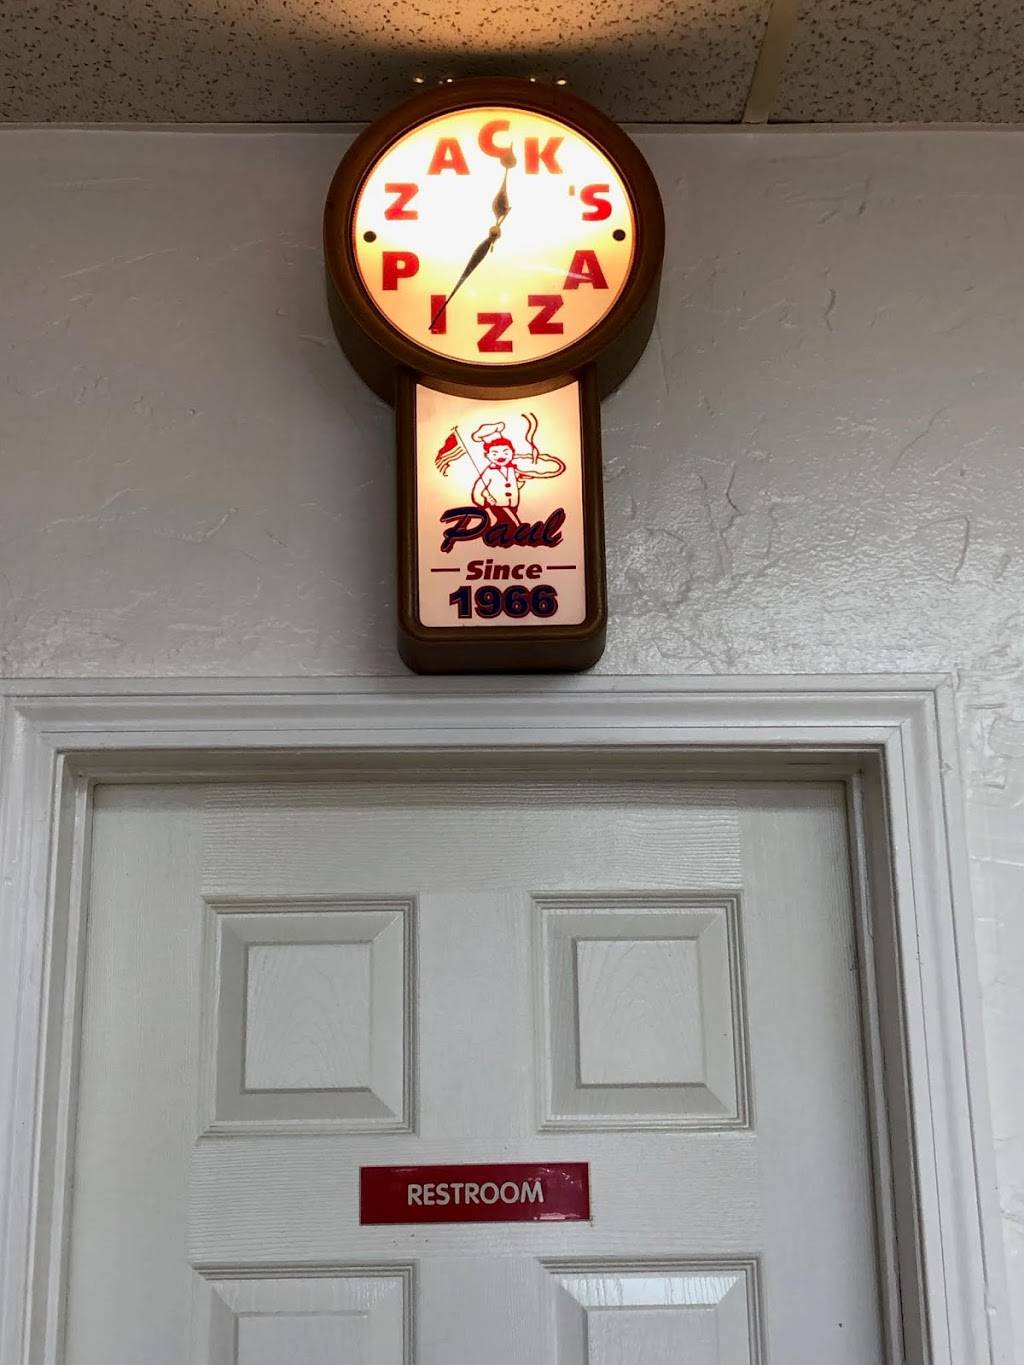 ZACK'S
PIZZA
Paul
Since
1966
RESTROOM